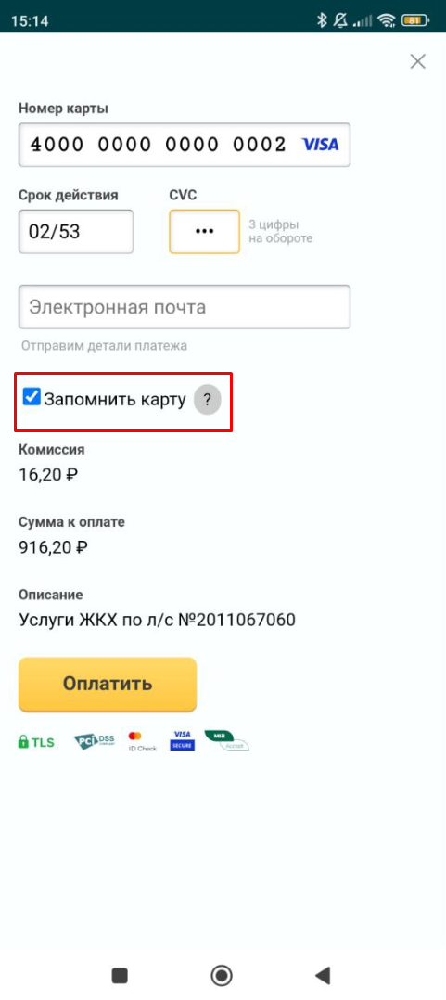 15:14
81
Номер карты
4000 0000 0000 0002 VISA
Срок действия CVC
02/53 ••• 3 цифры
на обороте
Электронная почта
Отправим детали платежа
Запомнить карту ?
Комиссия
16,20 ₽
Сумма к оплате
916,20 ₽
Описание
Услуги ЖКХ по л/с №2011067060
Оплатить
TLS PCI DSS ID Check VISA SECURE MIR Accept